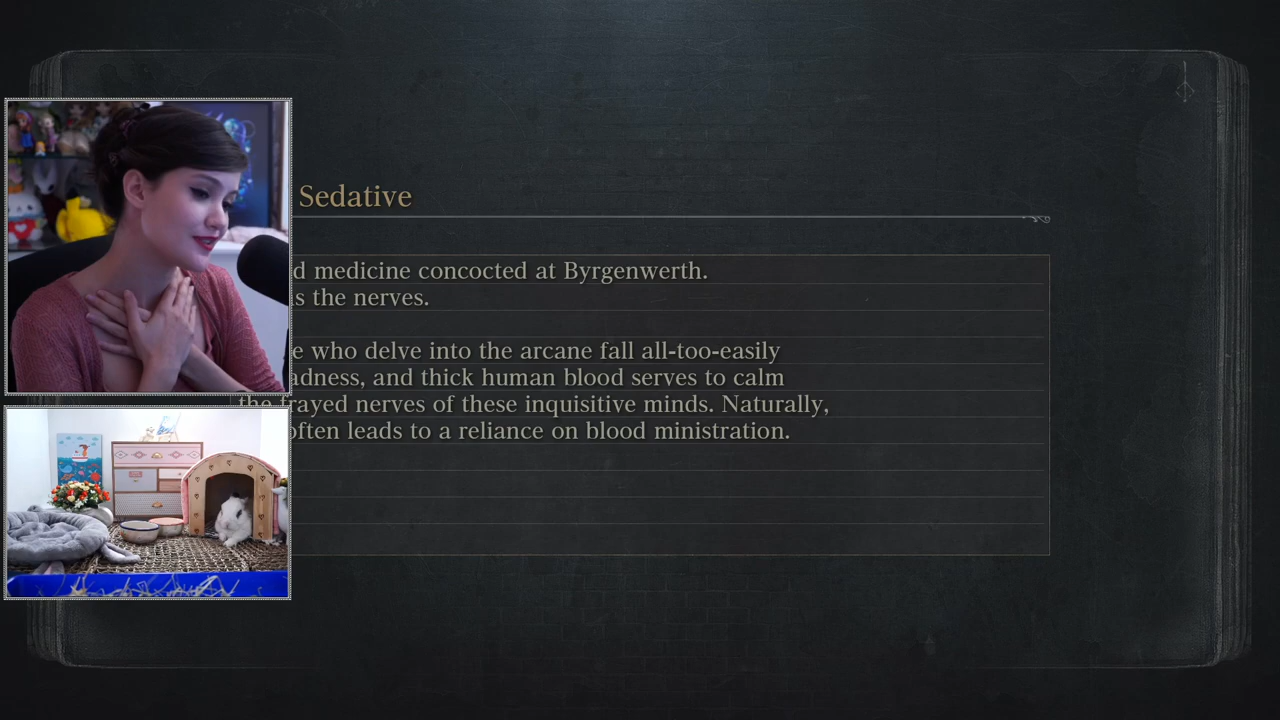 Sedative
d medicine concocted at Byrgenwerth.
s the nerves.
e who delve into the arcane fall all-too-easily
adness, and thick human blood serves to calm
the frayed nerves of these inquisitive minds. Naturally,
often leads to a reliance on blood ministration.